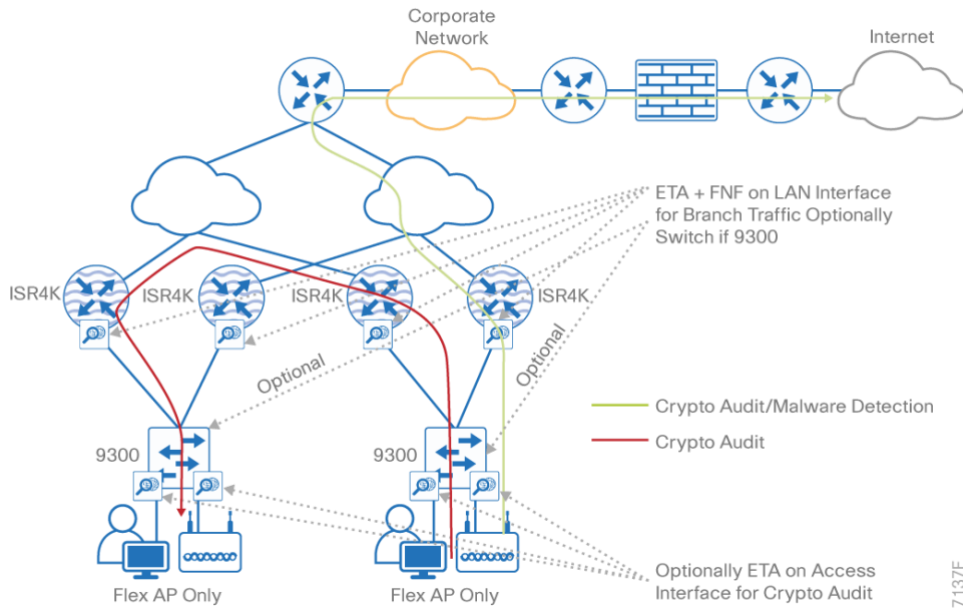 Corporate
Network
Internet
ETA + FNF on LAN Interface
for Branch Traffic Optionally
Switch if 9300
ISR4K
ISR4K
ISR4K
ISR4K
Optional
Optional
Crypto Audit/Malware Detection
Crypto Audit
9300
9300
Optionally ETA on Access
Interface for Crypto Audit
Flex AP Only
Flex AP Only
7137F